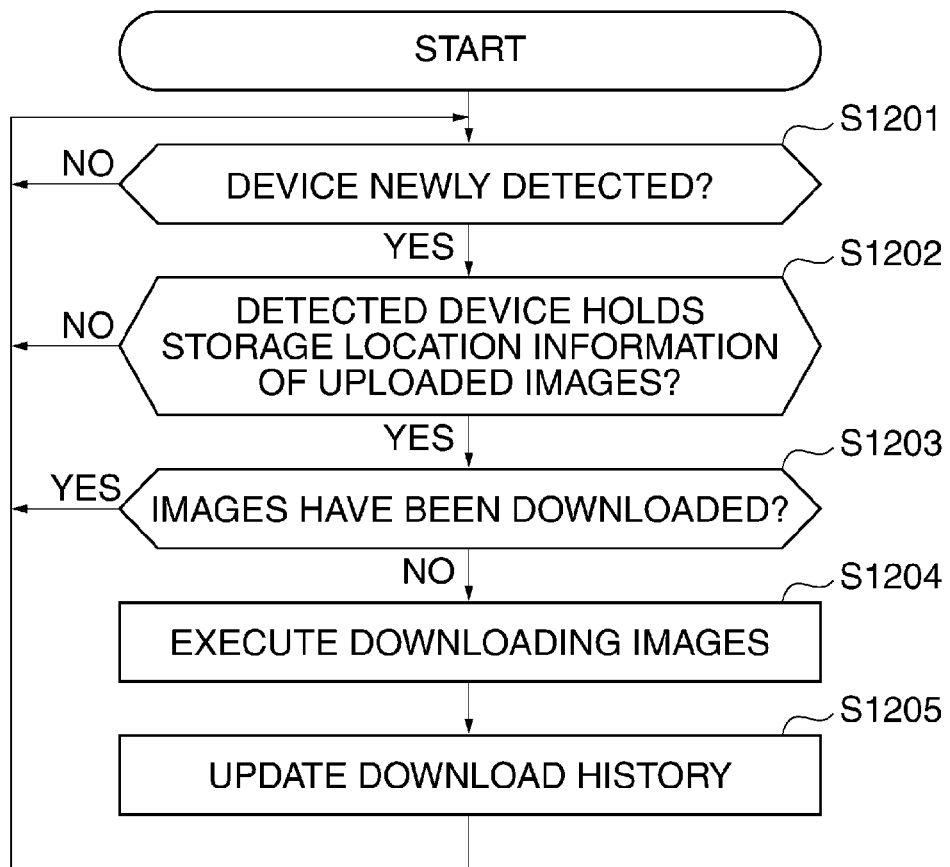 START
S1201
NO
DEVICE NEWLY DETECTED?
YES
S1202
NO
DETECTED DEVICE HOLDS
STORAGE LOCATION INFORMATION
OF UPLOADED IMAGES?
YES
S1203
YES
IMAGES HAVE BEEN DOWNLOADED?
NO
S1204
EXECUTE DOWNLOADING IMAGES
S1205
UPDATE DOWNLOAD HISTORY